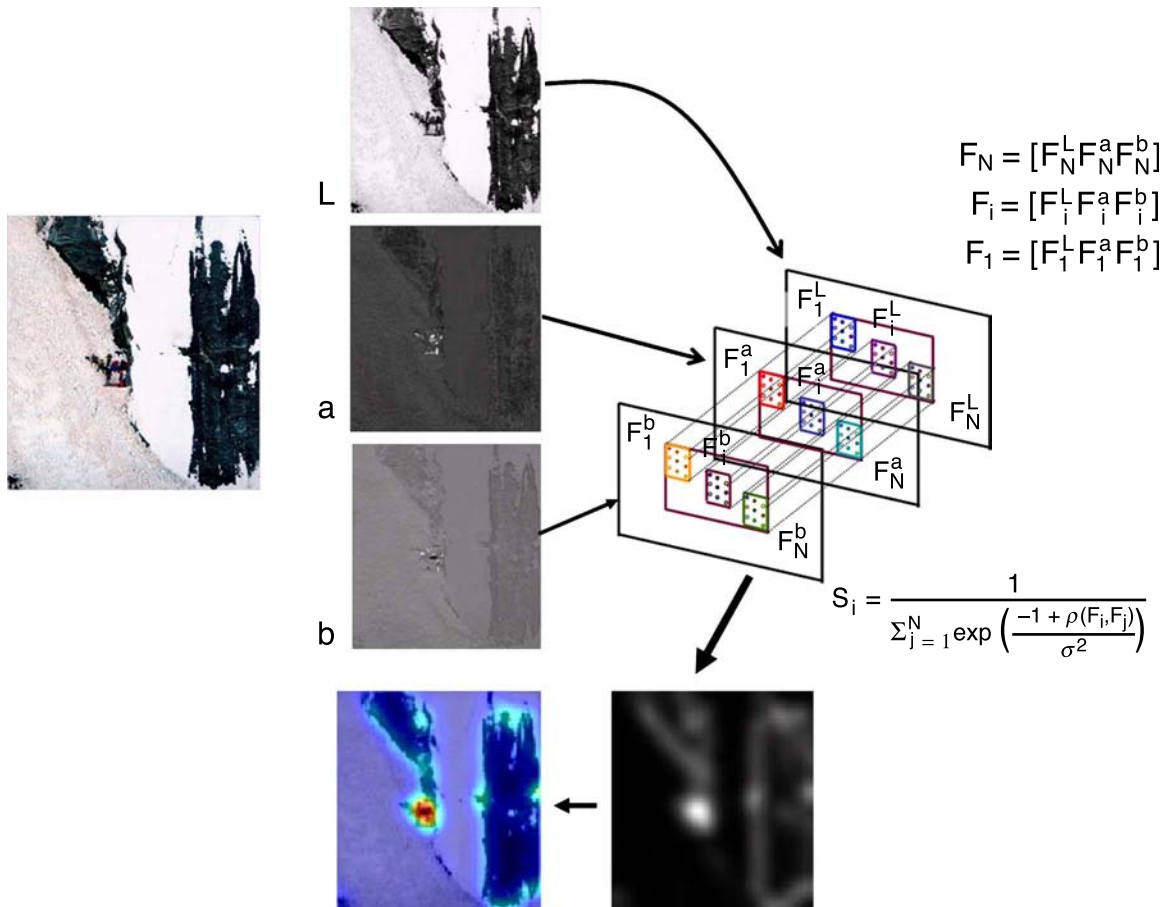 L
a
b
F_N = [F_N^L F_N^a F_N^b]
F_i = [F_i^L F_i^a F_i^b]
F_1 = [F_1^L F_1^a F_1^b]
F_1^L
F_i^L
F_N^L
F_1^a
F_i^a
F_N^a
F_1^b
F_i^b
F_N^b
S_i = 1 / (Σ_{j = 1}^N exp ((−1 + ρ(F_i,F_j)) / σ^2))